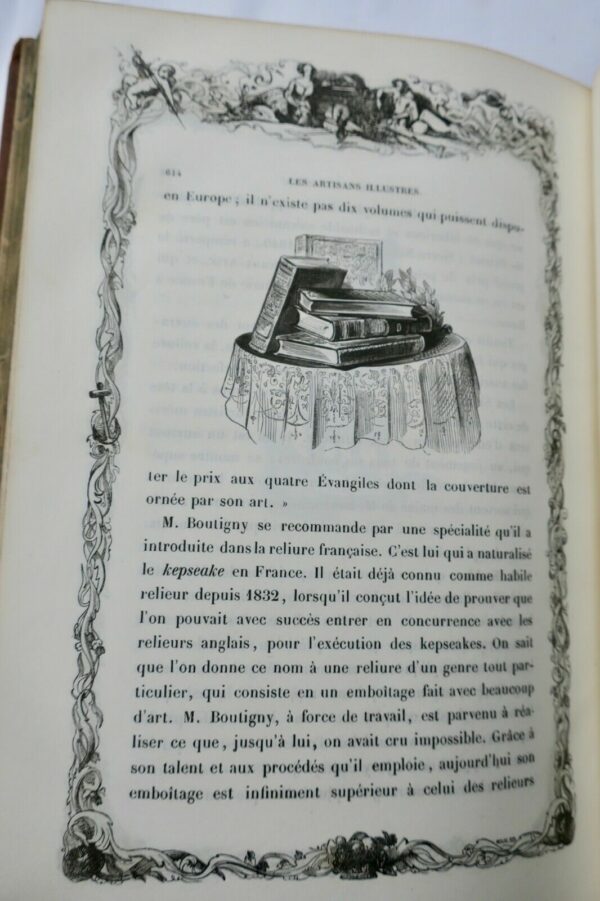 614
LES ARTISANS ILLUSTRES.
en Europe ; il n'existe pas dix volumes qui puissent dispu-
ter le prix aux quatre Évangiles dont la couverture est
ornée par son art. »
M. Boutigny se recommande par une spécialité qu'il a
introduite dans la reliure française. C'est lui qui a naturalisé
le kepseake en France. Il était déjà connu comme habile
relieur depuis 1832, lorsqu'il conçut l'idée de prouver que
l'on pouvait avec succès entrer en concurrence avec les
relieurs anglais, pour l'exécution des kepseakes. On sait
que l'on donne ce nom à une reliure d'un genre tout par-
ticulier, qui consiste en un emboîtage fait avec beaucoup
d'art. M. Boutigny, à force de travail, est parvenu à réa-
liser ce que, jusqu'à lui, on avait cru impossible. Grâce à
son talent et aux procédés qu'il emploie, aujourd'hui son
emboîtage est infiniment supérieur à celui des relieurs